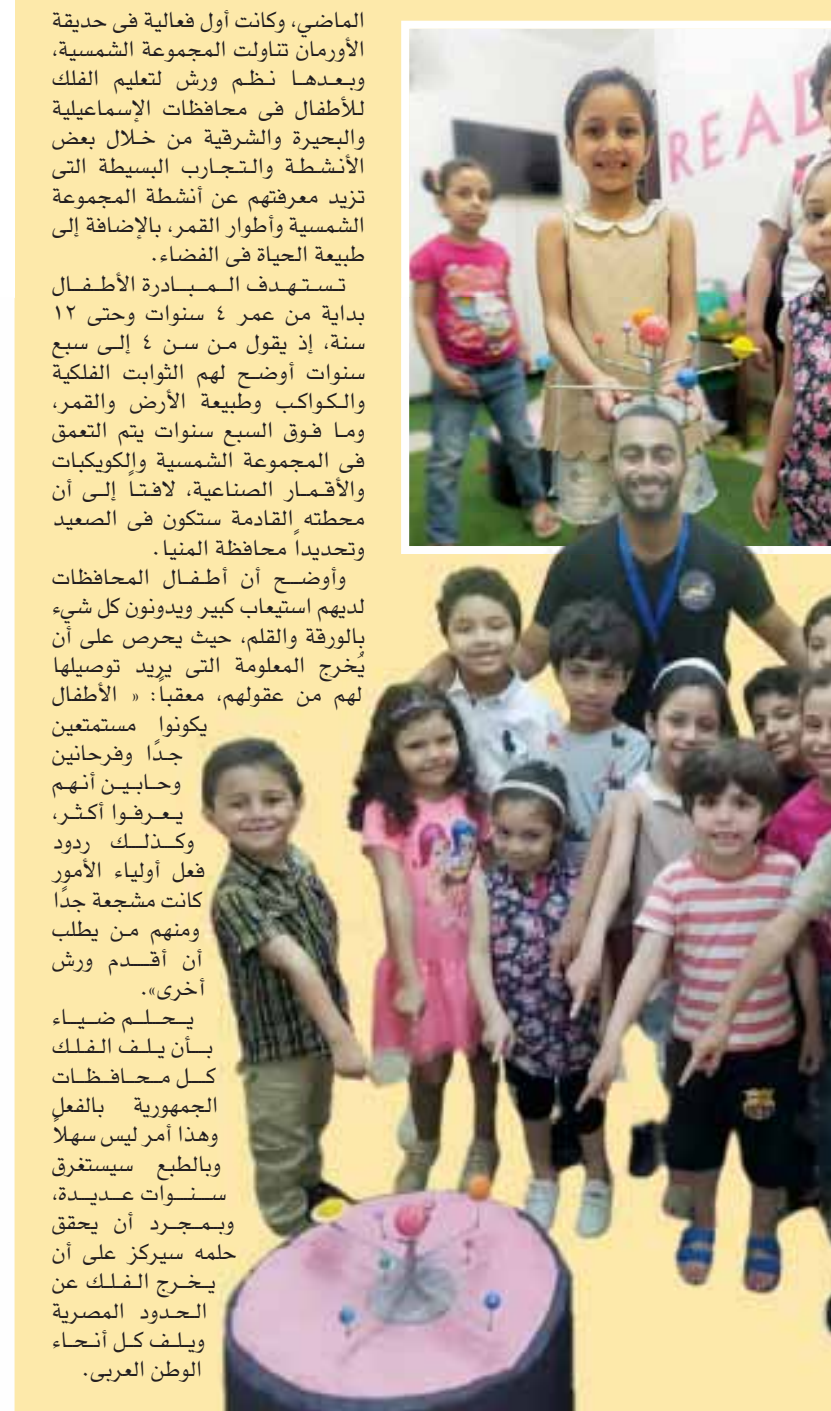 الماضي، وكانت أول فعالية فى حديقة
الأورمان تناولت المجموعة الشمسية،
وبعدها نظم ورش لتعليم الفلك
للأطفال فى محافظات الإسماعيلية
والبحيرة والشرقية من خلال بعض
الأنشطة والتجارب البسيطة التى
تزيد معرفتهم عن أنشطة المجموعة
الشمسية وأطوار القمر، بالإضافة إلى
طبيعة الحياة فى الفضاء.
تستهدف المبادرة الأطفال
بداية من عمر ٤ سنوات وحتى ١٢
سنة، إذ يقول من سن ٤ إلى سبع
سنوات أوضح لهم الثوابت الفلكية
والكواكب وطبيعة الأرض والقمر،
وما فوق السبع سنوات يتم التعمق
فى المجموعة الشمسية والكويكبات
والأقمار الصناعية، لافتاً إلى أن
محطته القادمة ستكون فى الصعيد
وتحديداً محافظة المنيا.
وأوضح أن أطفال المحافظات
لديهم استيعاب كبير ويدونون كل شيء
بالورقة والقلم، حيث يحرص على أن
يُخرج المعلومة التى يريد توصيلها
لهم من عقولهم، معقباً: « الأطفال
يكونوا مستمتعين
جدًا وفرحانين
وحابين أنهم
يعرفوا أكثر،
وكذلك ردود
فعل أولياء الأمور
كانت مشجعة جدًا
ومنهم من يطلب
أن أقدم ورش
أخرى».
يحلم ضياء
بأن يلف الفلك
كل محافظات
الجمهورية بالفعل
وهذا أمر ليس سهلاً
وبالطبع سيستغرق
سنوات عديدة،
وبمجرد أن يحقق
حلمه سيركز على أن
يخرج الفلك عن
الحدود المصرية
ويلف كل أنحاء
الوطن العربى.
READ